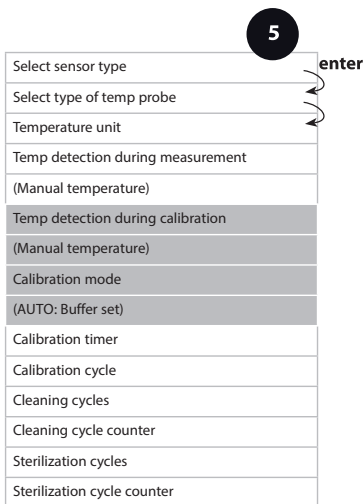 5
enter
Select sensor type
Select type of temp probe
Temperature unit
Temp detection during measurement
(Manual temperature)
Temp detection during calibration
(Manual temperature)
Calibration mode
(AUTO: Buffer set)
Calibration timer
Calibration cycle
Cleaning cycles
Cleaning cycle counter
Sterilization cycles
Sterilization cycle counter